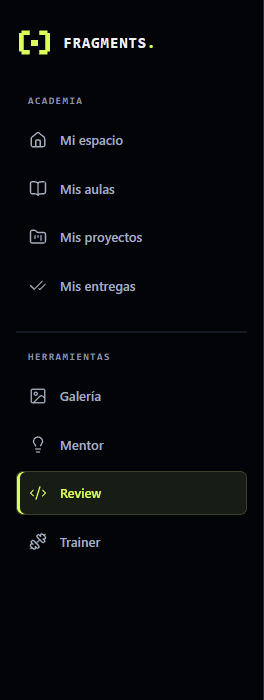 FRAGMENTS.
ACADEMIA
Mi espacio
Mis aulas
Mis proyectos
Mis entregas
HERRAMIENTAS
Galería
Mentor
Review
Trainer